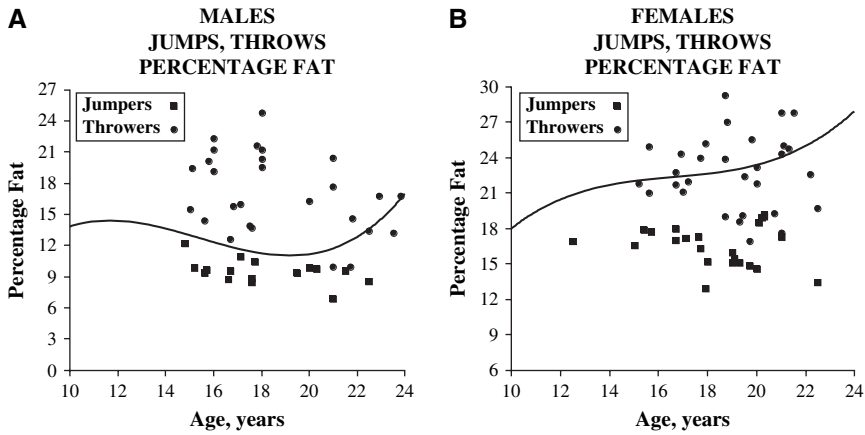 A
MALES
JUMPS, THROWS
PERCENTAGE FAT
Jumpers
Throwers
27
24
21
18
15
12
9
6
3
0
Percentage Fat
10 12 14 16 18 20 22 24
Age, years
B
FEMALES
JUMPS, THROWS
PERCENTAGE FAT
Jumpers
Throwers
30
27
24
21
18
15
12
9
6
Percentage Fat
10 12 14 16 18 20 22 24
Age, years